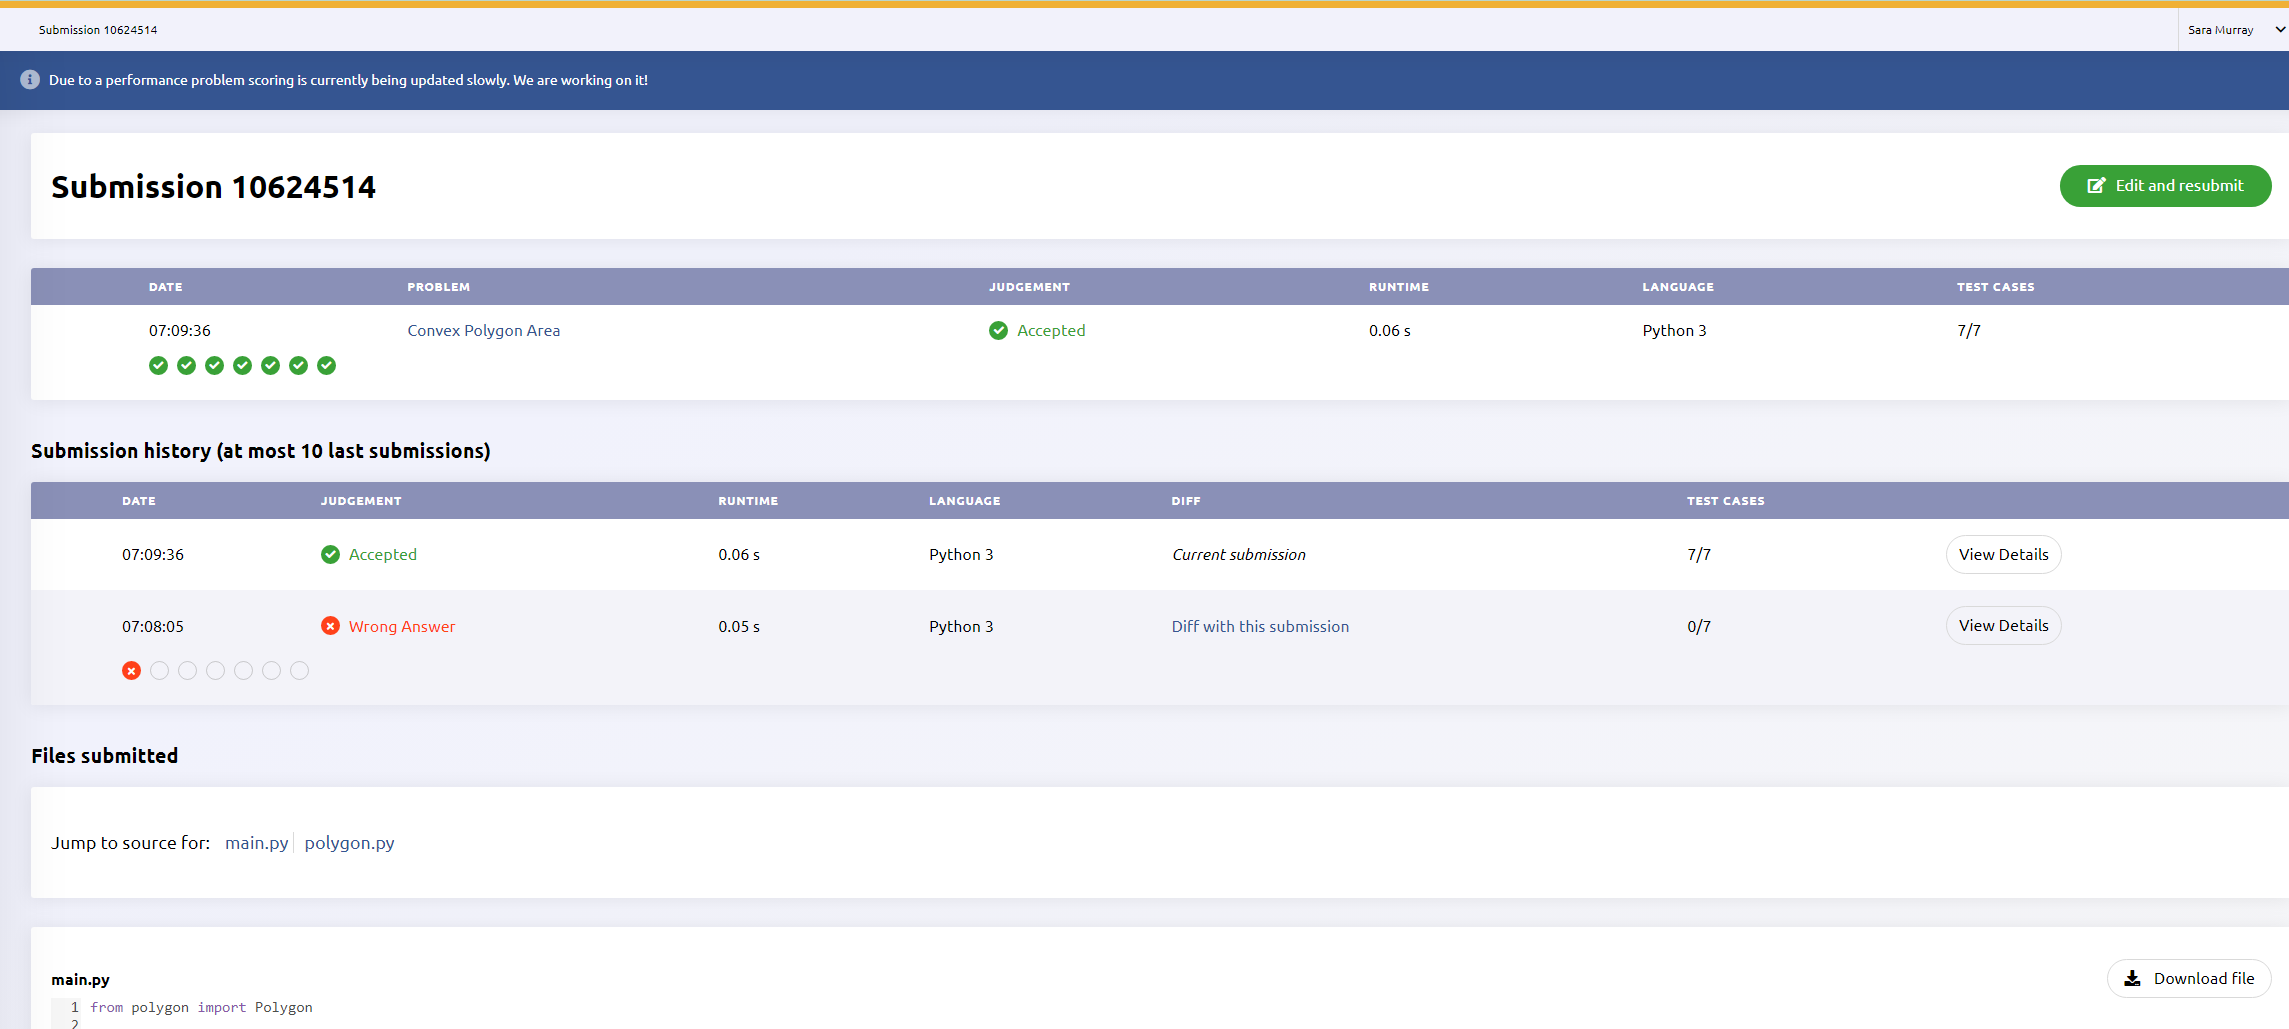 Submission 10624514
Sara Murray
Due to a performance problem scoring is currently being updated slowly. We are working on it!
Submission 10624514
Edit and resubmit
DATE PROBLEM JUDGEMENT RUNTIME LANGUAGE TEST CASES
07:09:36 Convex Polygon Area Accepted 0.06 s Python 3 7/7
Submission history (at most 10 last submissions)
DATE JUDGEMENT RUNTIME LANGUAGE DIFF TEST CASES
07:09:36 Accepted 0.06 s Python 3 Current submission 7/7 View Details
07:08:05 Wrong Answer 0.05 s Python 3 Diff with this submission 0/7 View Details
Files submitted
Jump to source for: main.py polygon.py
main.py
Download file
1 from polygon import Polygon
2